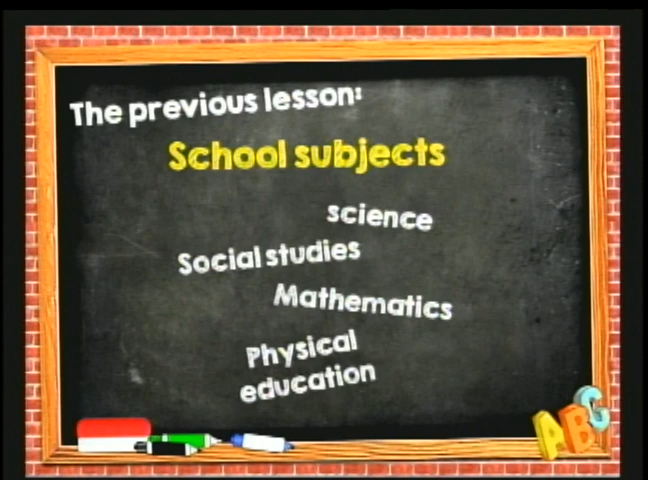 The previous lesson:
School subjects
science
Social studies
Mathematics
Physical
education
ABC